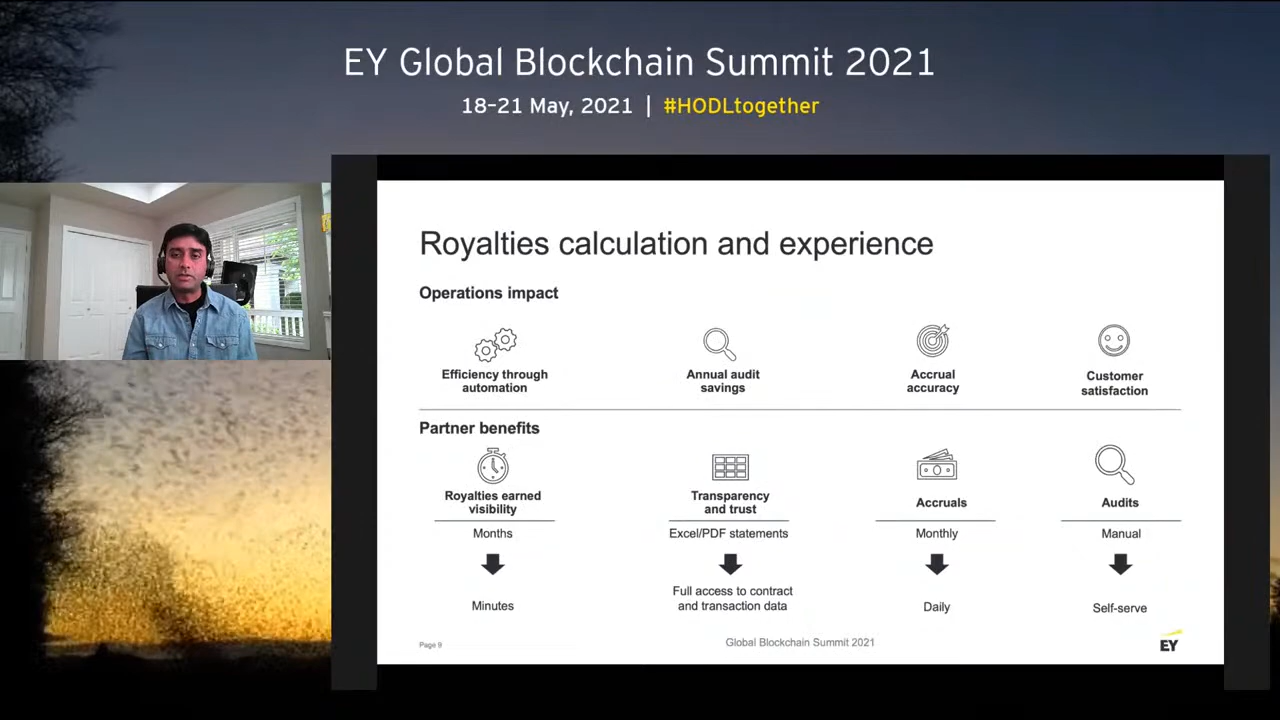 EY Global Blockchain Summit 2021
18–21 May, 2021 | #HODLtogether
Royalties calculation and experience
Operations impact
Efficiency through
automation
Annual audit
savings
Accrual
accuracy
Customer
satisfaction
Partner benefits
Royalties earned
visibility
Transparency
and trust
Accruals
Audits
Months
Excel/PDF statements
Monthly
Manual
Minutes
Full access to contract
and transaction data
Daily
Self-serve
Page 9
Global Blockchain Summit 2021
EY